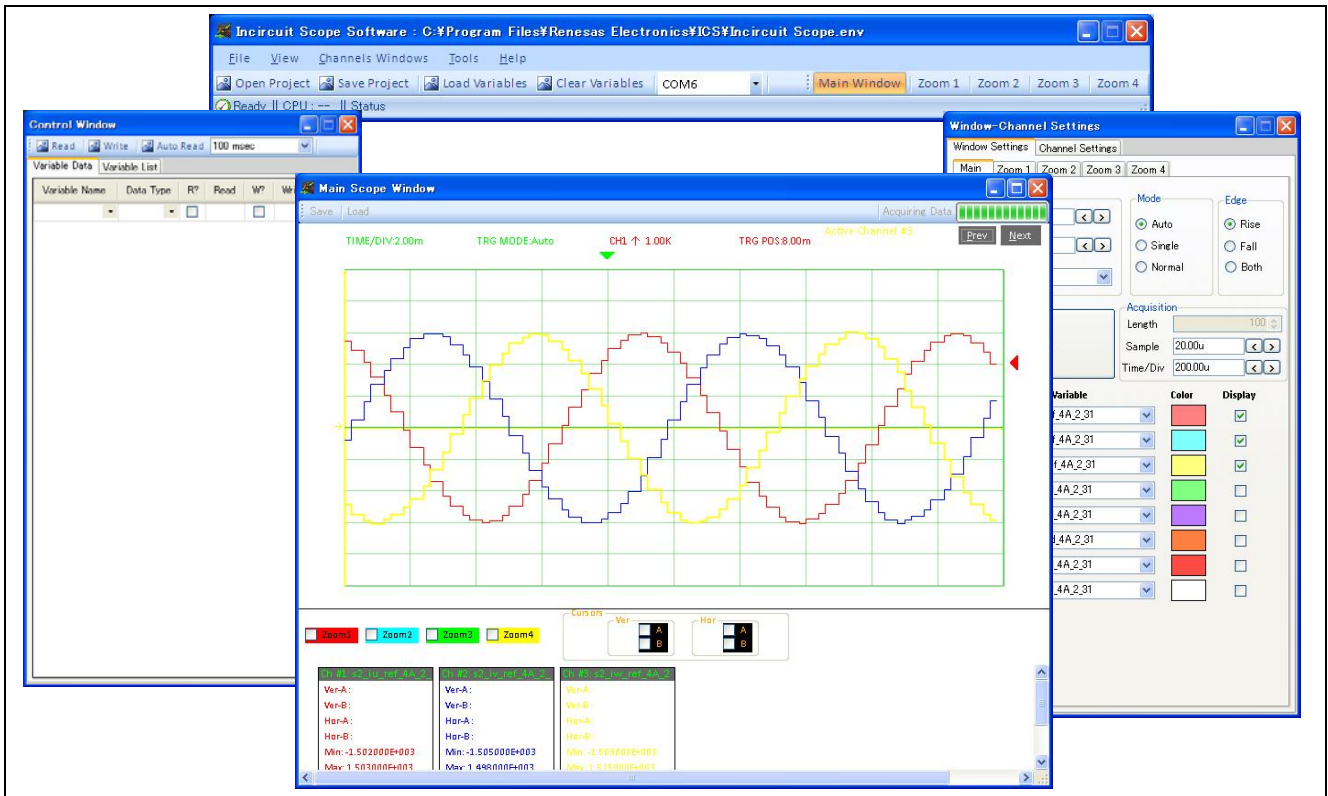 Incircuit Scope Software : C:¥Program Files¥Renesas Electronics¥ICS¥Incircuit Scope.env
File View Channels Windows Tools Help
Open Project Save Project Load Variables Clear Variables COM6 Main Window Zoom 1 Zoom 2 Zoom 3 Zoom 4
Ready || CPU : -- || Status
Control Window
Read Write Auto Read 100 msec
Variable Data Variable List
Variable Name Data Type R? Read W?
Window-Channel Settings
Window Settings Channel Settings
Main Zoom 1 Zoom 2 Zoom 3 Zoom 4
Mode Edge
Auto Rise
Single Fall
Normal Both
Acquisition
Length 100
Sample 20.00u
Time/Div 200.00u
Variable Color Display
f_4A_2_31
f_4A_2_31
f_4A_2_31
_4A_2_31
_4A_2_31
_4A_2_31
_4A_2_31
_4A_2_31
Main Scope Window
Save Load Acquiring Data
TIME/DIV:2.00m TRG MODE:Auto CH1 ↑ 1.00K TRG POS:8.00m Active Channel #3 Prev Next
Zoom1 Zoom2 Zoom3 Zoom4
Cursors
Ver A B
Hor A B
Ch #1: s2_iu_ref_4A_2_ Ch #2: s2_iv_ref_4A_2_ Ch #3: s2_iw_ref_4A_2
Ver-A : Ver-A : Ver-A :
Ver-B : Ver-B : Ver-B :
Hor-A : Hor-A : Hor-A :
Hor-B : Hor-B : Hor-B :
Min: -1.502000E+003 Min: -1.505000E+003
Max: 1.503000E+003 Max: 1.498000E+003